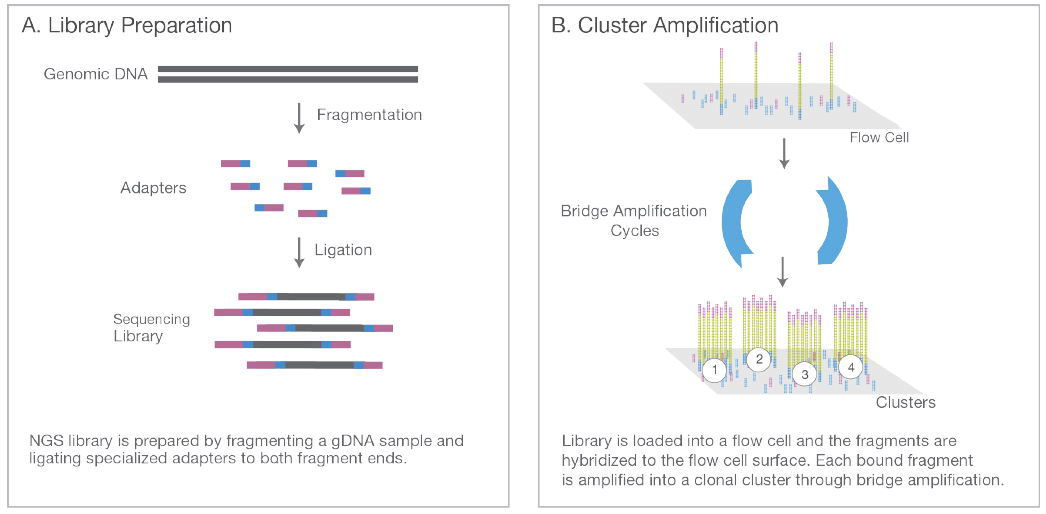 A. Library Preparation
Genomic DNA
Fragmentation
Adapters
Ligation
Sequencing
Library
NGS library is prepared by fragmenting a gDNA sample and
ligating specialized adapters to both fragment ends.
B. Cluster Amplification
Flow Cell
Bridge Amplification
Cycles
1
2
3
4
Clusters
Library is loaded into a flow cell and the fragments are
hybridized to the flow cell surface. Each bound fragment
is amplified into a clonal cluster through bridge amplification.